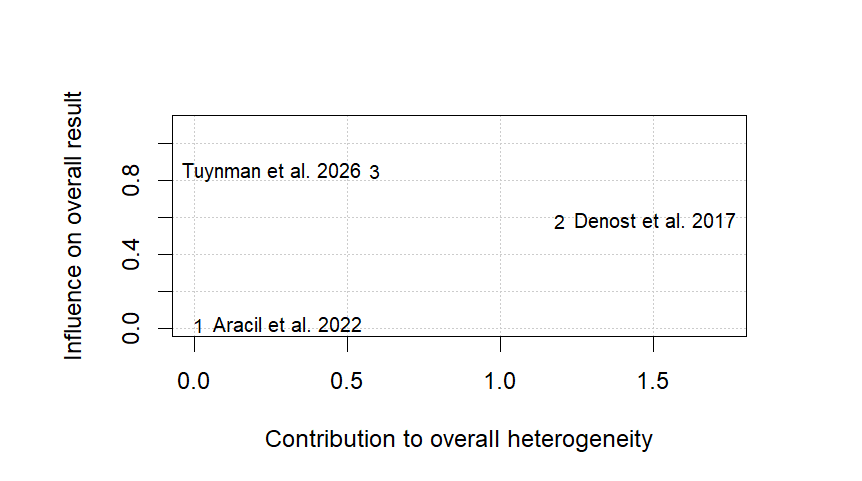 Influence on overall result
0.8
0.4
0.0
Tuynman et al. 2026 3
2 Denost et al. 2017
1 Aracil et al. 2022
0.0 0.5 1.0 1.5
Contribution to overall heterogeneity